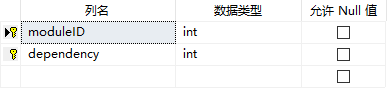 列名 数据类型 允许 Null 值
moduleID int
dependency int